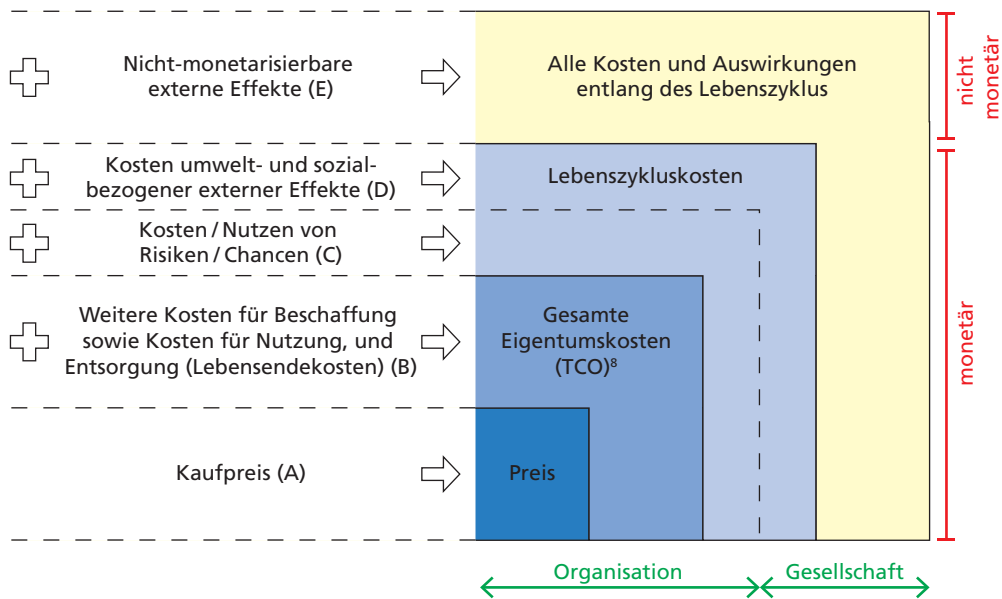 Nicht-monetarisierbare
externe Effekte (E)
Alle Kosten und Auswirkungen
entlang des Lebenszyklus
nicht
monetär
Kosten umwelt- und sozial-
bezogener externer Effekte (D)
Lebenszykluskosten
Kosten / Nutzen von
Risiken / Chancen (C)
Weitere Kosten für Beschaffung
sowie Kosten für Nutzung, und
Entsorgung (Lebensendekosten) (B)
Gesamte
Eigentumskosten
(TCO)⁸
monetär
Kaufpreis (A)
Preis
Organisation
Gesellschaft